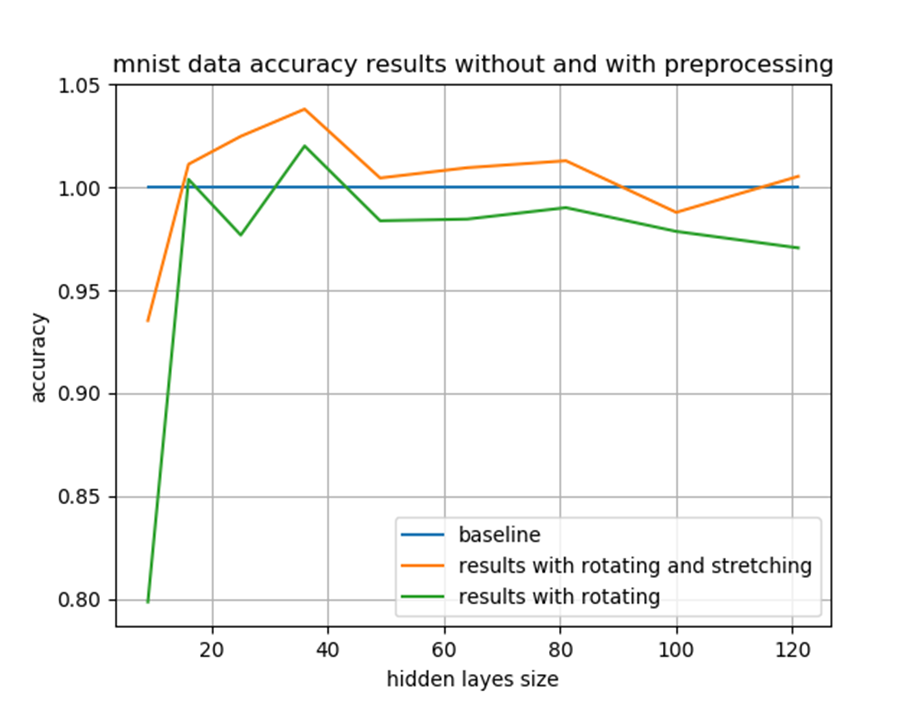 mnist data accuracy results without and with preprocessing
1.05
1.00
0.95
0.90
0.85
0.80
accuracy
baseline
results with rotating and stretching
results with rotating
20 40 60 80 100 120
hidden layes size